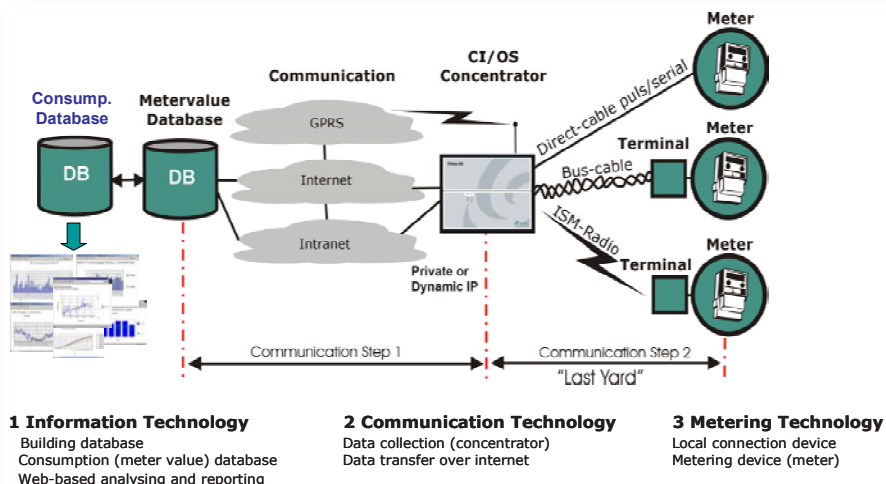 Meter
CI/OS
Concentrator
Communication
Consump.
Database
Metervalue
Database
GPRS
Direct-cable puls/serial
Terminal
Meter
Bus-cable
DB
DB
Internet
Intranet
ISM-Radio
Meter
Terminal
Private or
Dynamic IP
Communication Step 1
Communication Step 2
"Last Yard"
1 Information Technology
Building database
Consumption (meter value) database
Web-based analysing and reporting
2 Communication Technology
Data collection (concentrator)
Data transfer over internet
3 Metering Technology
Local connection device
Metering device (meter)